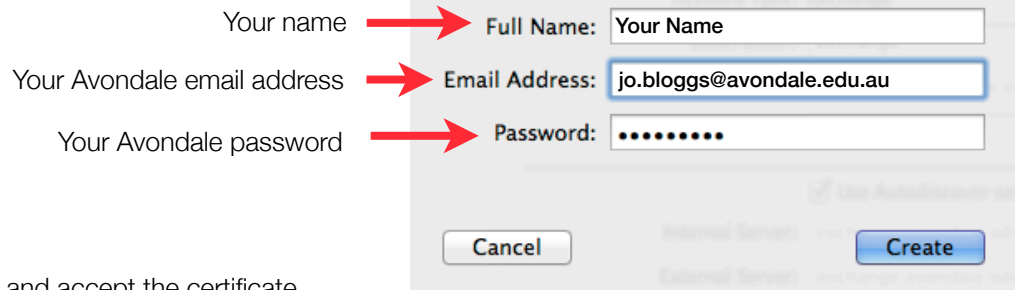 Your name Full Name: Your Name
Your Avondale email address Email Address: jo.bloggs@avondale.edu.au
Your Avondale password Password: •••••••••
Use Autodiscover
Internal Server:
Cancel Create
External Server:
and accept the certificate